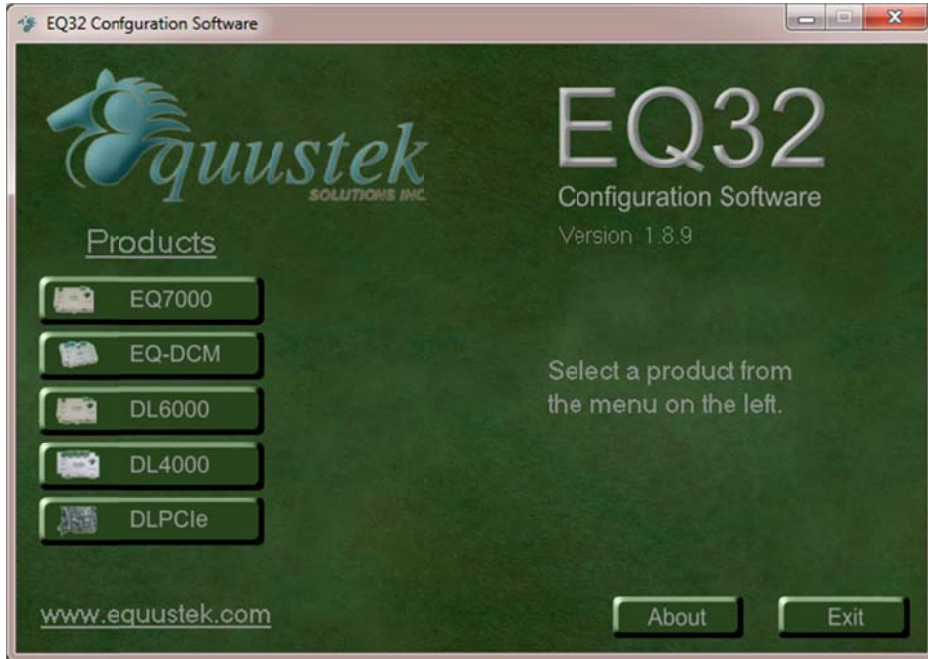 EQ32 Confguration Software
Equustek
SOLUTIONS INC.
EQ32
Configuration Software
Version 1.8.9
Products
EQ7000
EQ-DCM
DL6000
DL4000
DLPCIe
Select a product from
the menu on the left.
www.equustek.com
About
Exit